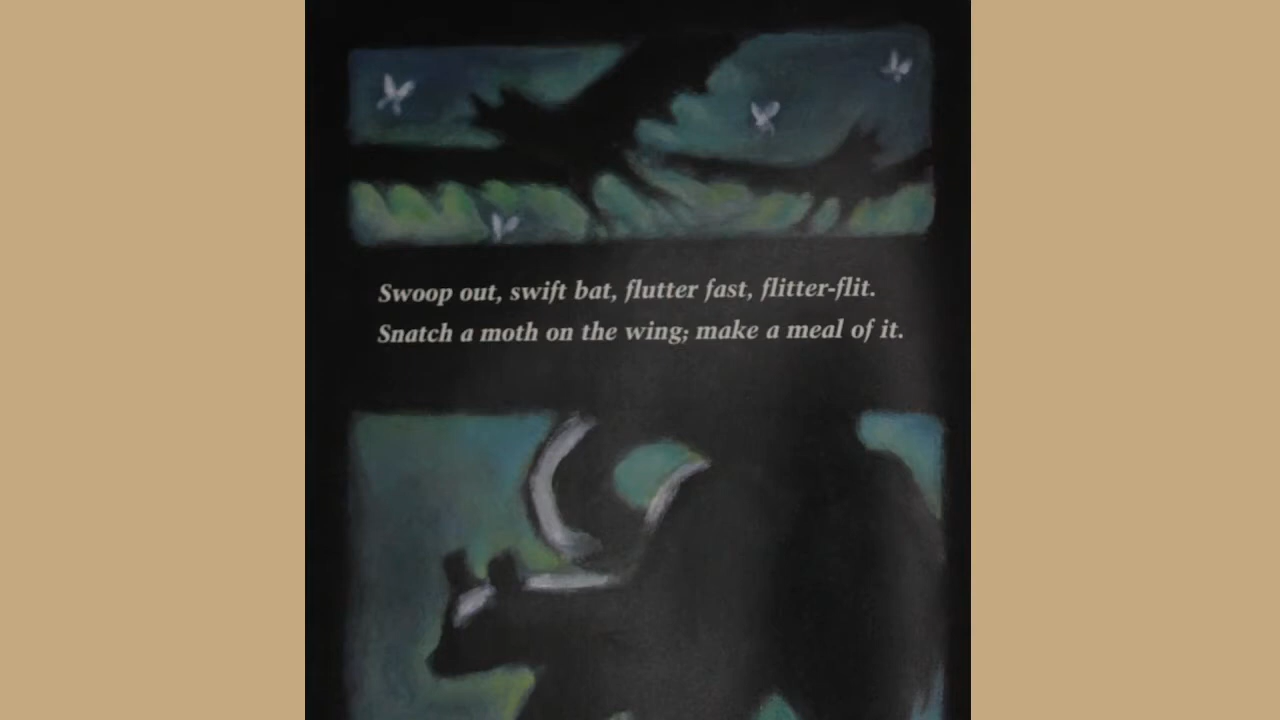 Swoop out, swift bat, flutter fast, flitter-flit.
Snatch a moth on the wing; make a meal of it.